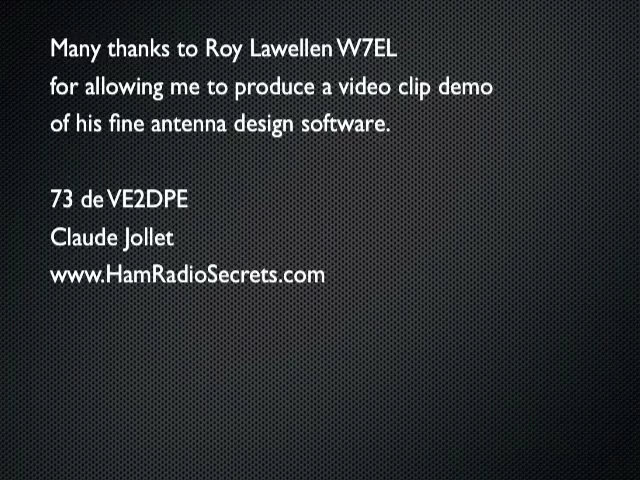 Many thanks to Roy Lawellen W7EL
for allowing me to produce a video clip demo
of his fine antenna design software.
73 de VE2DPE
Claude Jollet
www.HamRadioSecrets.com